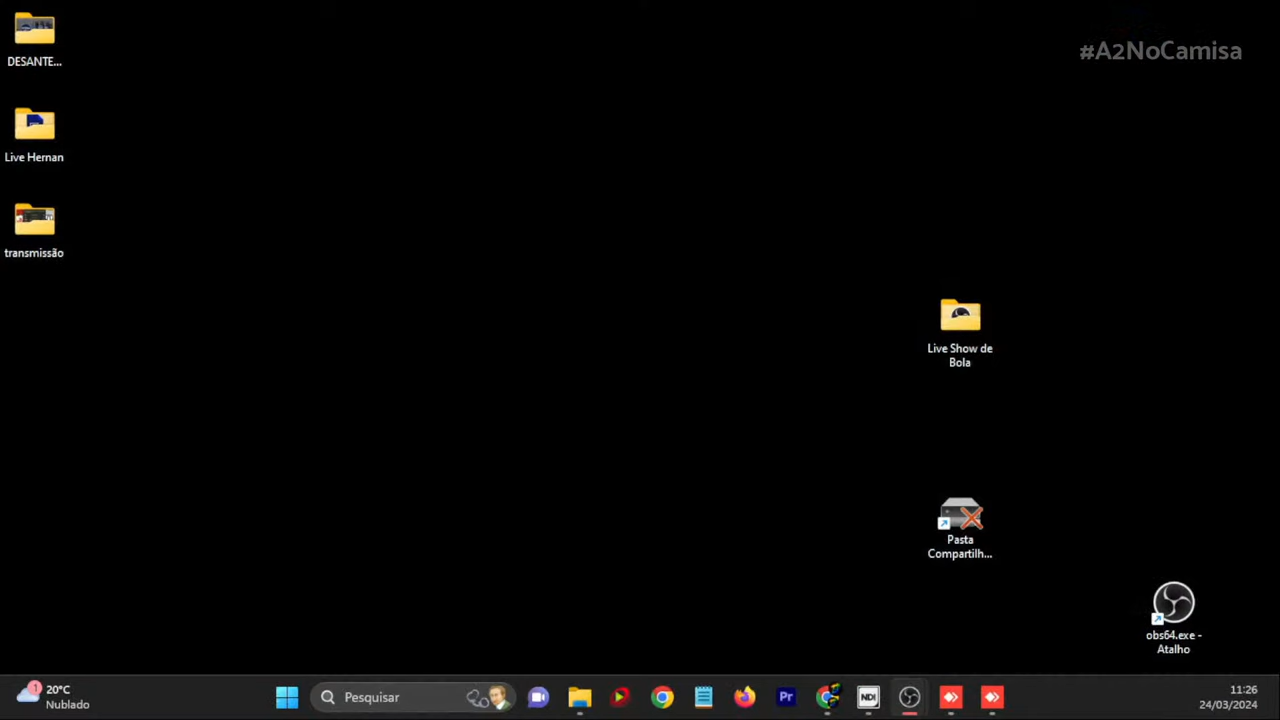 #A2NoCamisa
DESANTE...
Live Hernan
transmissão
Live Show de
Bola
Pasta
Compartilh...
obs64.exe -
Atalho
1
20°C
Nublado
Pesquisar
Pr
NDI
11:26
24/03/2024